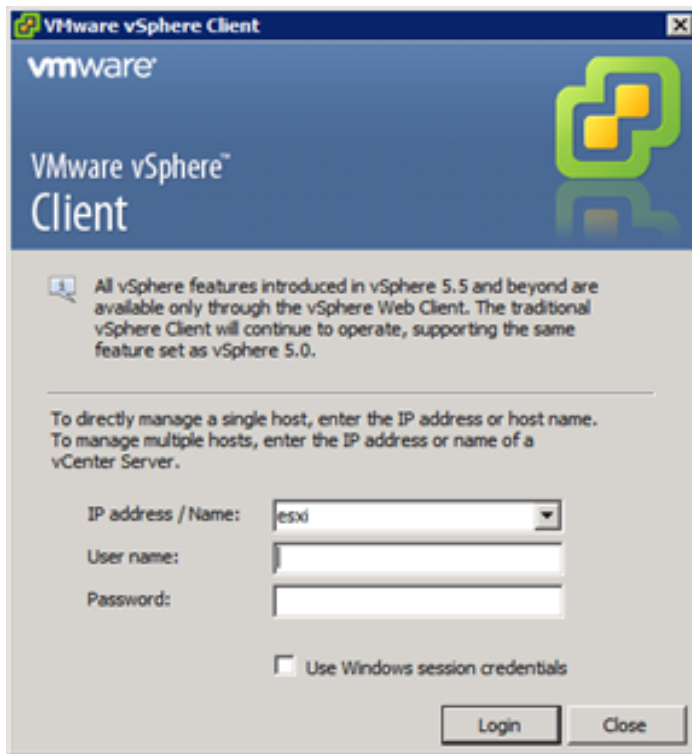 VMware vSphere Client
vmware®
VMware vSphere™
Client
All vSphere features introduced in vSphere 5.5 and beyond are
available only through the vSphere Web Client. The traditional
vSphere Client will continue to operate, supporting the same
feature set as vSphere 5.0.
To directly manage a single host, enter the IP address or host name.
To manage multiple hosts, enter the IP address or name of a
vCenter Server.
IP address / Name: esxi
User name:
Password:
Use Windows session credentials
Login Close